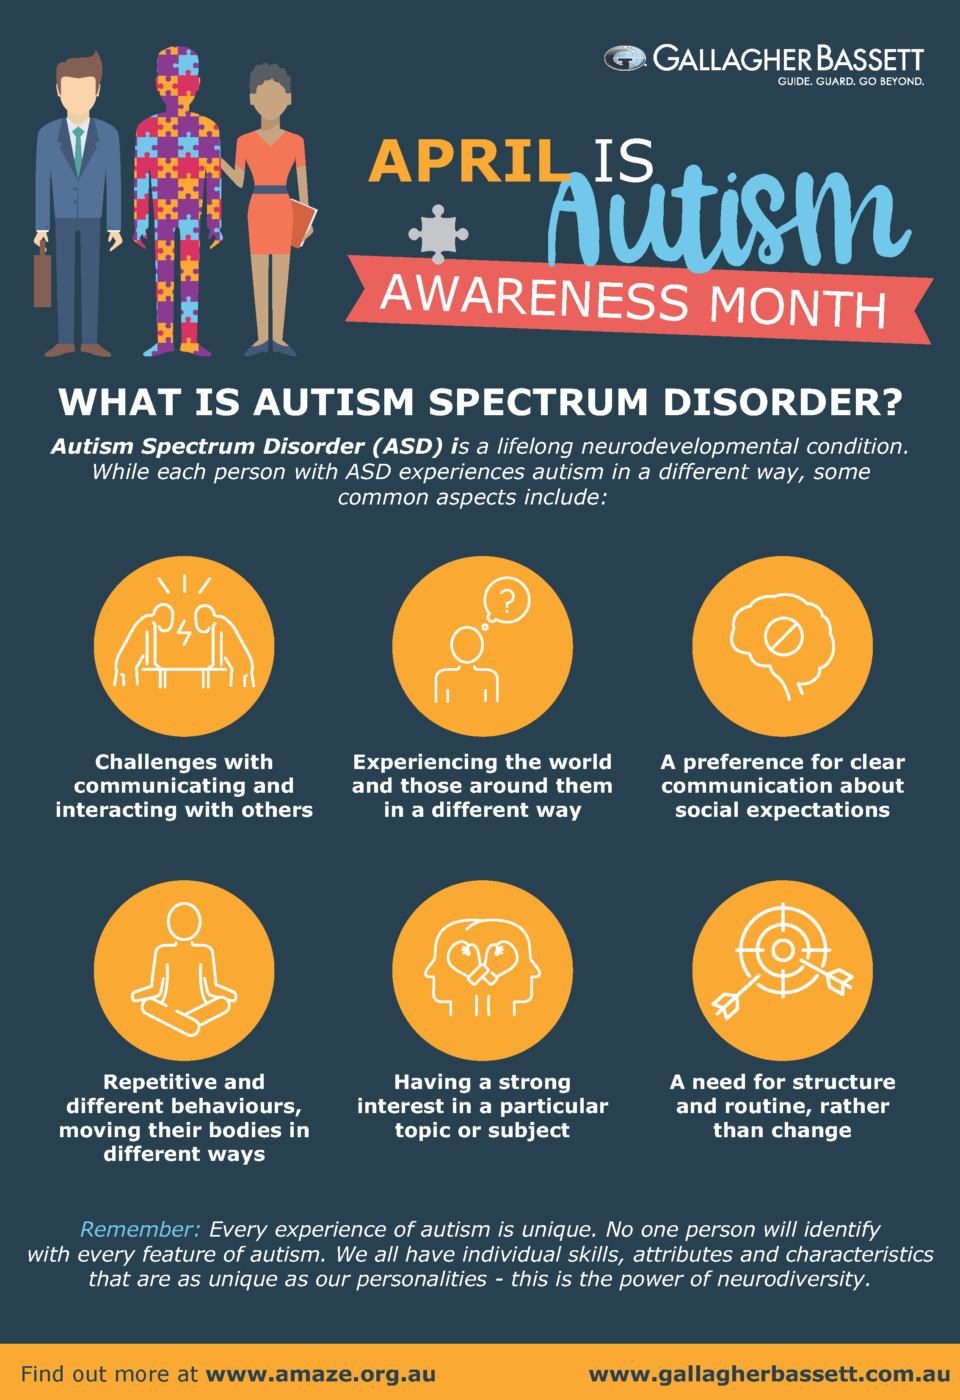 GALLAGHER BASSETT
GUIDE. GUARD. GO BEYOND.
APRIL IS
Autism
AWARENESS MONTH
WHAT IS AUTISM SPECTRUM DISORDER?
Autism Spectrum Disorder (ASD) is a lifelong neurodevelopmental condition.
While each person with ASD experiences autism in a different way, some
common aspects include:
?
Challenges with
communicating and
interacting with others
Experiencing the world
and those around them
in a different way
A preference for clear
communication about
social expectations
Repetitive and
different behaviours,
moving their bodies in
different ways
Having a strong
interest in a particular
topic or subject
A need for structure
and routine, rather
than change
Remember: Every experience of autism is unique. No one person will identify
with every feature of autism. We all have individual skills, attributes and characteristics
that are as unique as our personalities - this is the power of neurodiversity.
Find out more at www.amaze.org.au
www.gallagherbassett.com.au